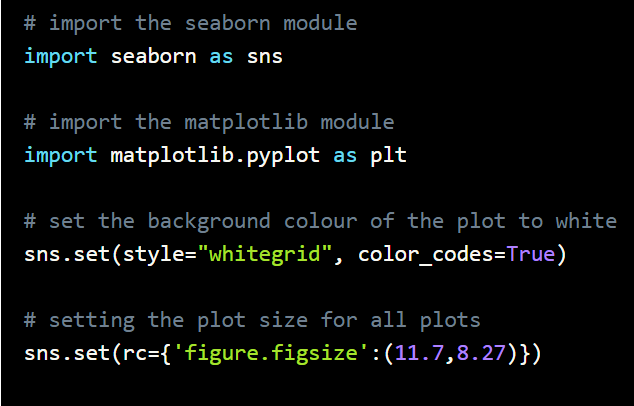 # import the seaborn module
import seaborn as sns
# import the matplotlib module
import matplotlib.pyplot as plt
# set the background colour of the plot to white
sns.set(style="whitegrid", color_codes=True)
# setting the plot size for all plots
sns.set(rc={'figure.figsize':(11.7,8.27)})